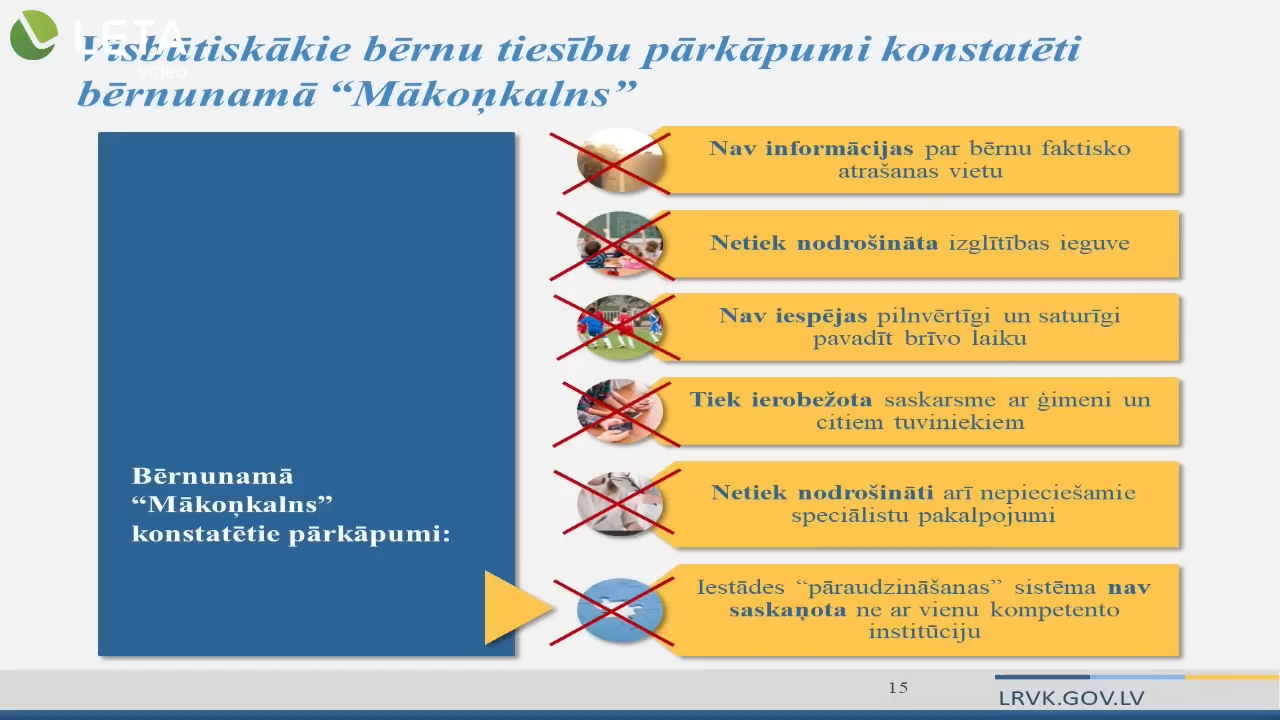 LETA
video
Visbūtiskākie bērnu tiesību pārkāpumi konstatēti
bērnunamā “Mākoņkalns”
Bērnunamā
“Mākoņkalns”
konstatētie pārkāpumi:
Nav informācijas par bērnu faktisko
atrašanas vietu
Netiek nodrošināta izglītības ieguve
Nav iespējas pilnvērtīgi un saturīgi
pavadīt brīvo laiku
Tiek ierobežota saskarsme ar ģimeni un
citiem tuviniekiem
Netiek nodrošināti arī nepieciešamie
speciālistu pakalpojumi
Iestādes “pāraudzināšanas” sistēma nav
saskaņota ne ar vienu kompetento
institūciju
15
LRVK.GOV.LV